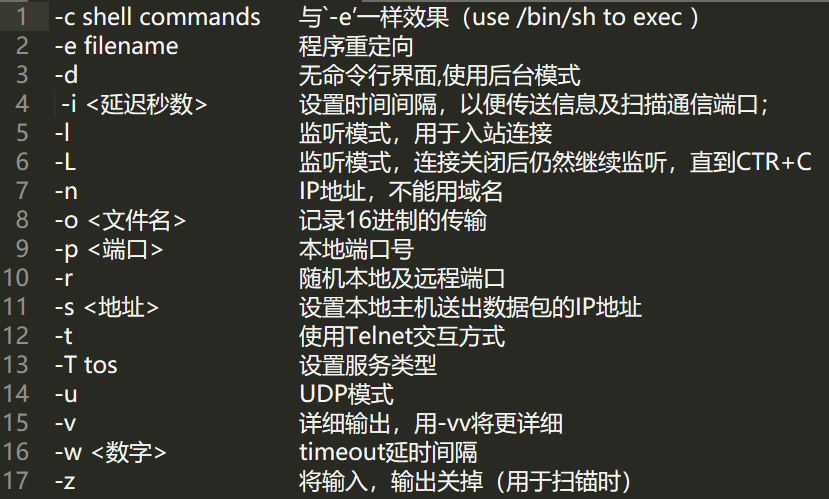 1 -c shell commands 与`-e’一样效果（use /bin/sh to exec ）
2 -e filename 程序重定向
3 -d 无命令行界面,使用后台模式
4 -i <延迟秒数> 设置时间间隔，以便传送信息及扫描通信端口；
5 -l 监听模式，用于入站连接
6 -L 监听模式，连接关闭后仍然继续监听，直到CTR+C
7 -n IP地址，不能用域名
8 -o <文件名> 记录16进制的传输
9 -p <端口> 本地端口号
10 -r 随机本地及远程端口
11 -s <地址> 设置本地主机送出数据包的IP地址
12 -t 使用Telnet交互方式
13 -T tos 设置服务类型
14 -u UDP模式
15 -v 详细输出，用-vv将更详细
16 -w <数字> timeout延时间隔
17 -z 将输入，输出关掉（用于扫锚时）